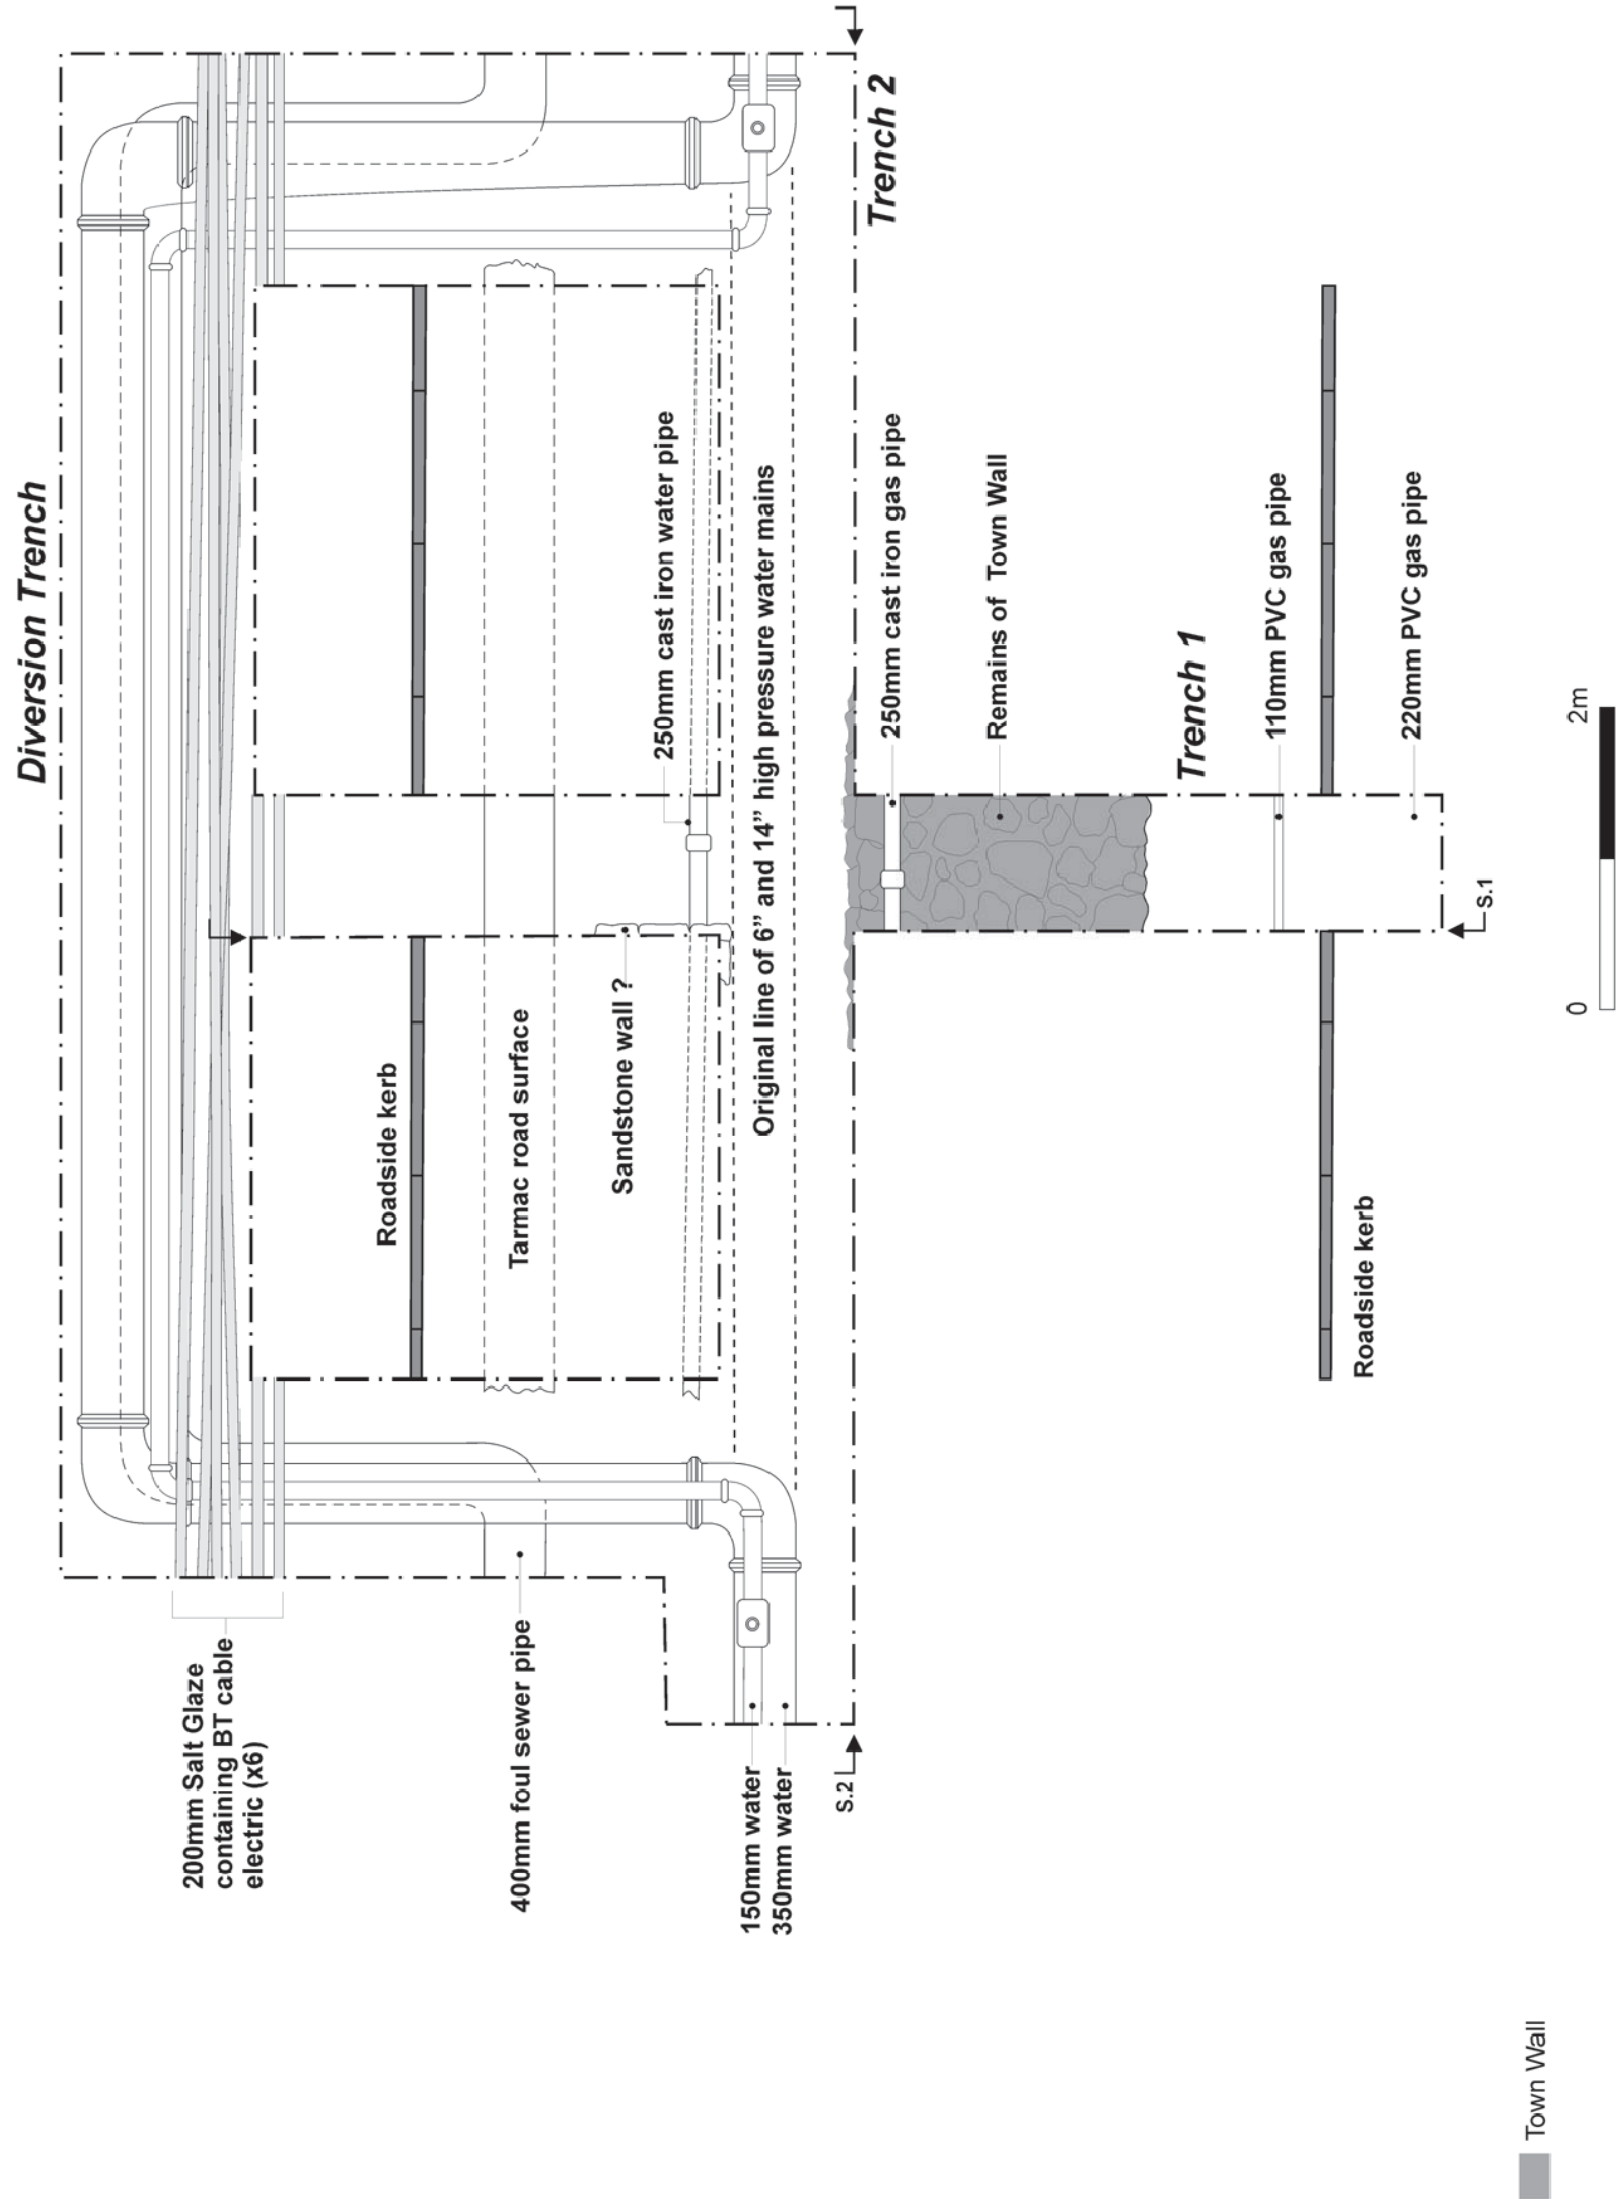 Diversion Trench
Trench 2
250mm cast iron water pipe
Original line of 6” and 14” high pressure water mains
250mm cast iron gas pipe
Remains of Town Wall
Trench 1
110mm PVC gas pipe
220mm PVC gas pipe
Roadside kerb
Tarmac road surface
Sandstone wall ?
Roadside kerb
S.1
0
2m
200mm Salt Glaze
containing BT cable
electric (x6)
400mm foul sewer pipe
150mm water
350mm water
S.2
Town Wall